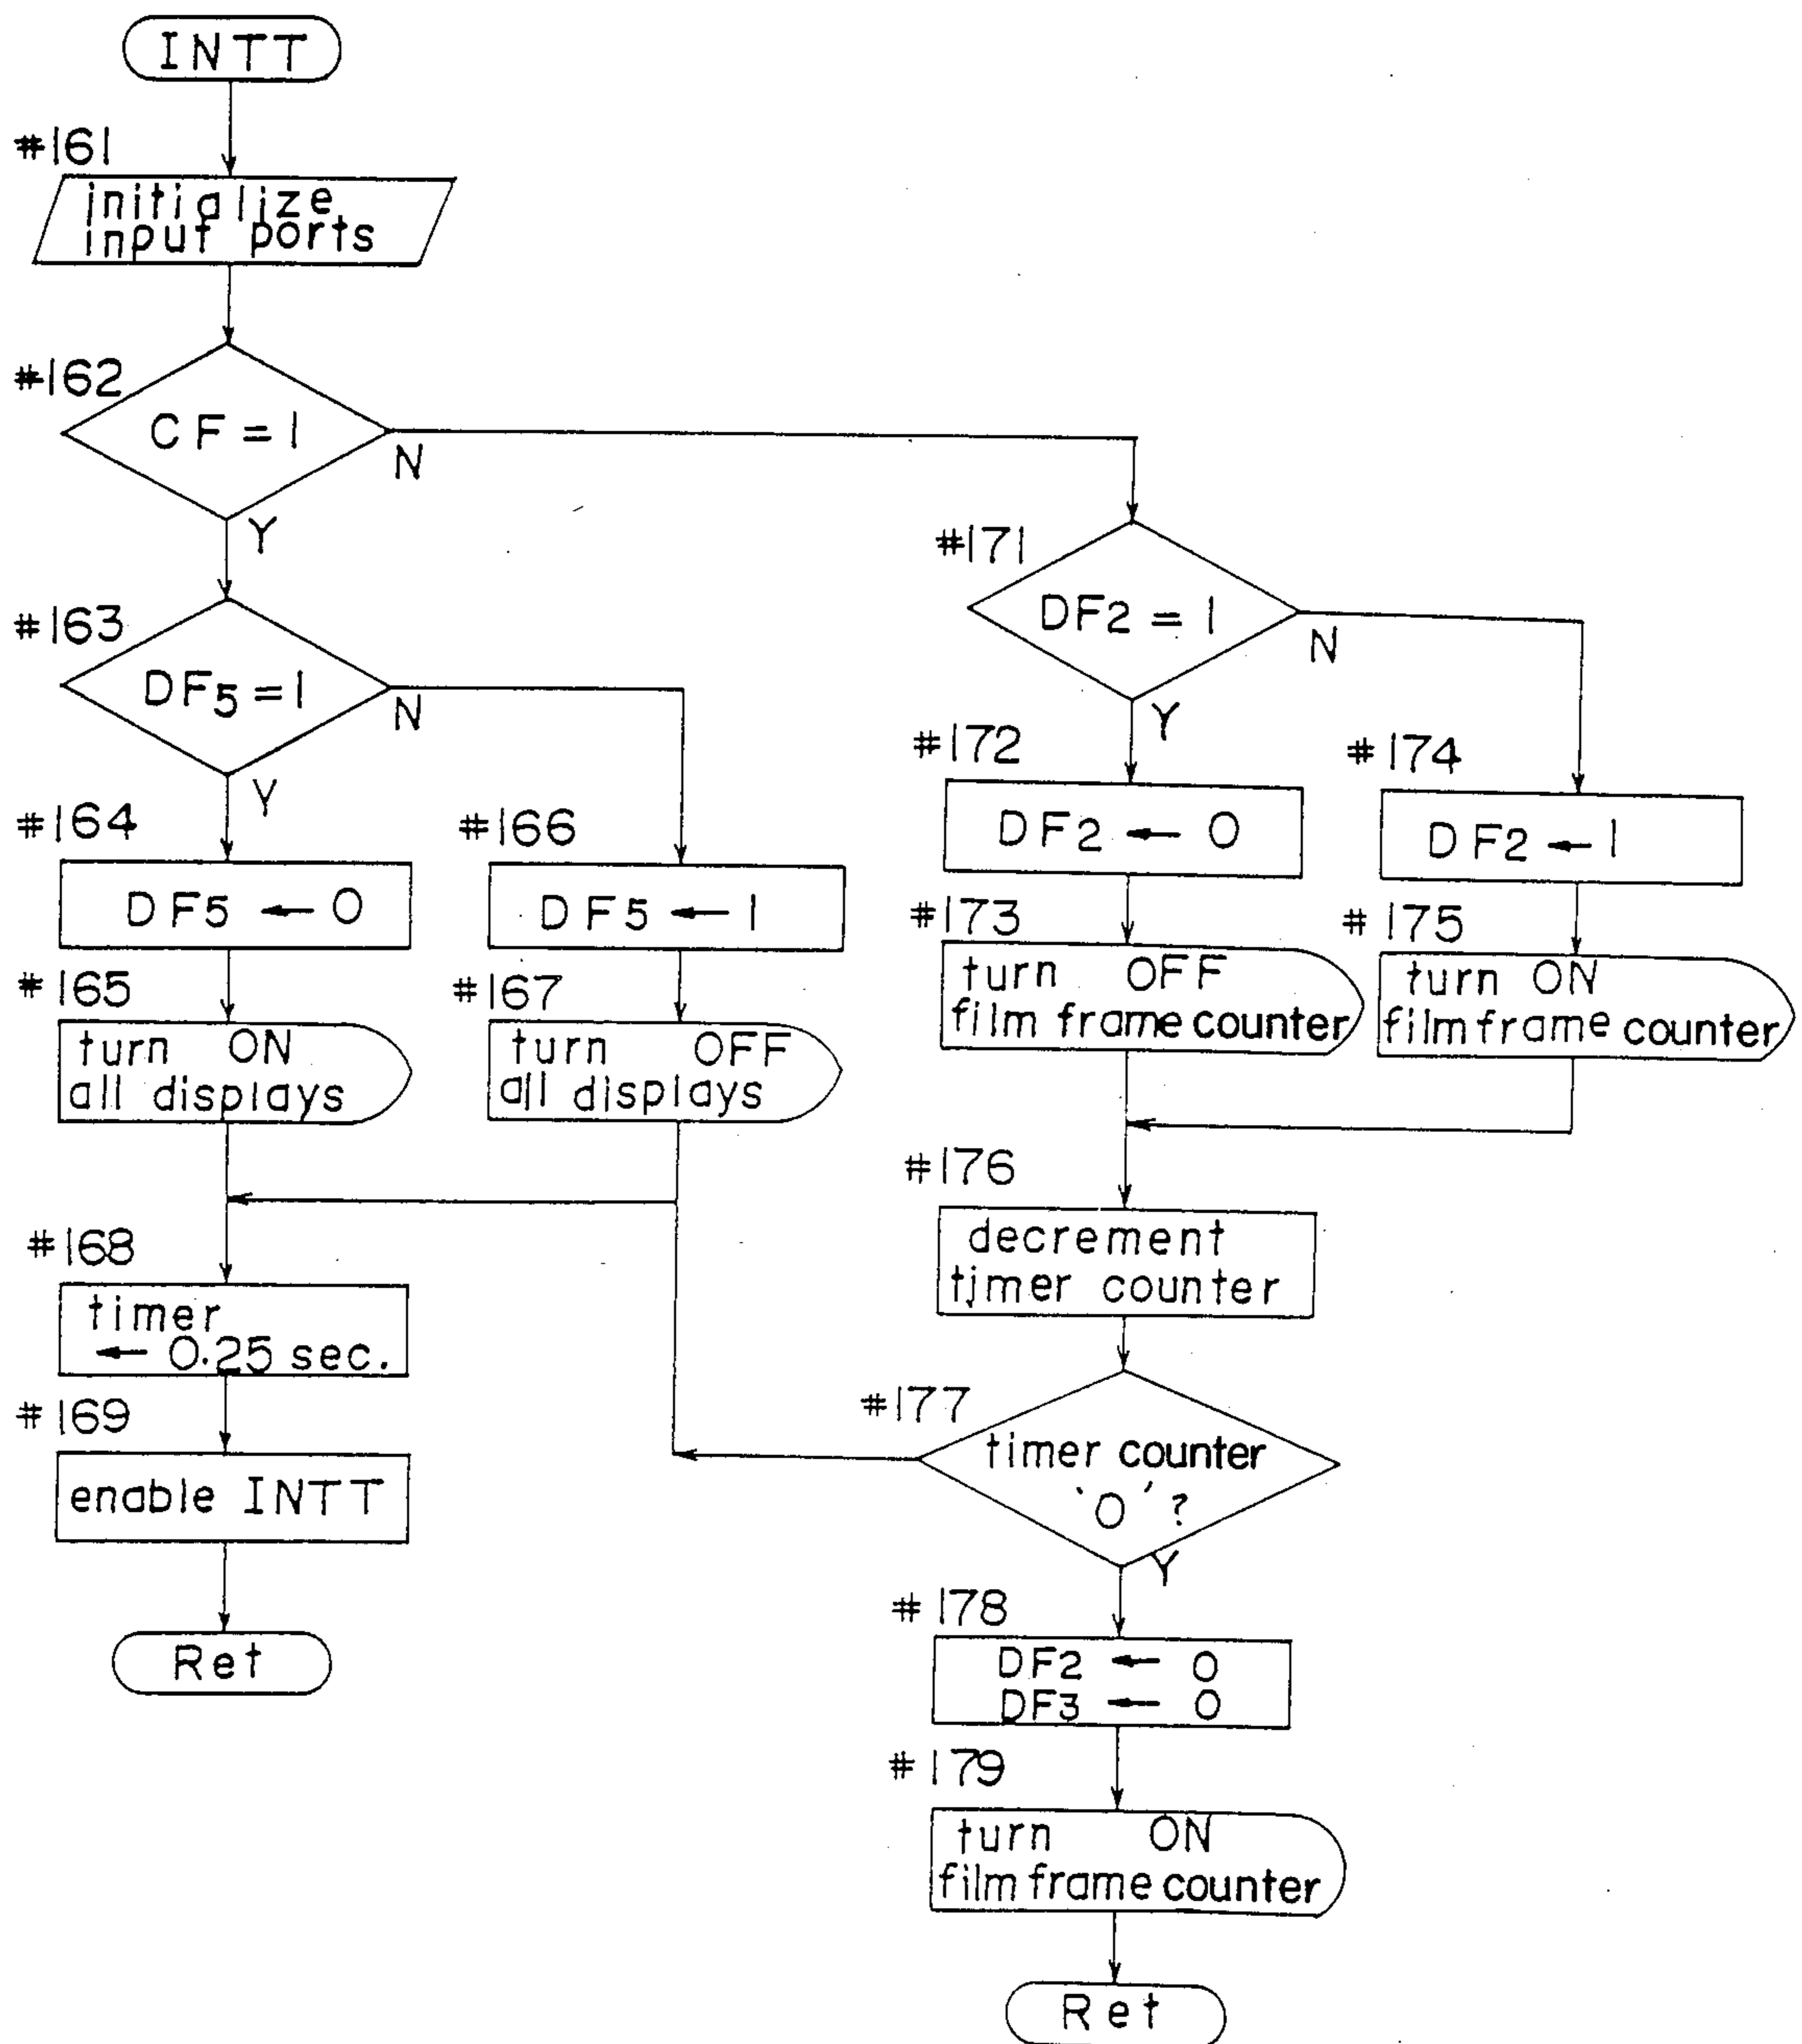 INTT
#161
initialize
input ports
#162
CF = 1
N
Y
#163
DF5 = 1
N
Y
#164
DF5 ← 0
#165
turn ON
all displays
#166
DF5 ← 1
#167
turn OFF
all displays
#168
timer
← 0.25 sec.
#169
enable INTT
Ret
#171
DF2 = 1
N
Y
#172
DF2 ← 0
#173
turn OFF
film frame counter
#174
DF2 ← 1
#175
turn ON
film frame counter
#176
decrement
timer counter
#177
timer counter
'0' ?
Y
#178
DF2 ← 0
DF3 ← 0
#179
turn ON
film frame counter
Ret